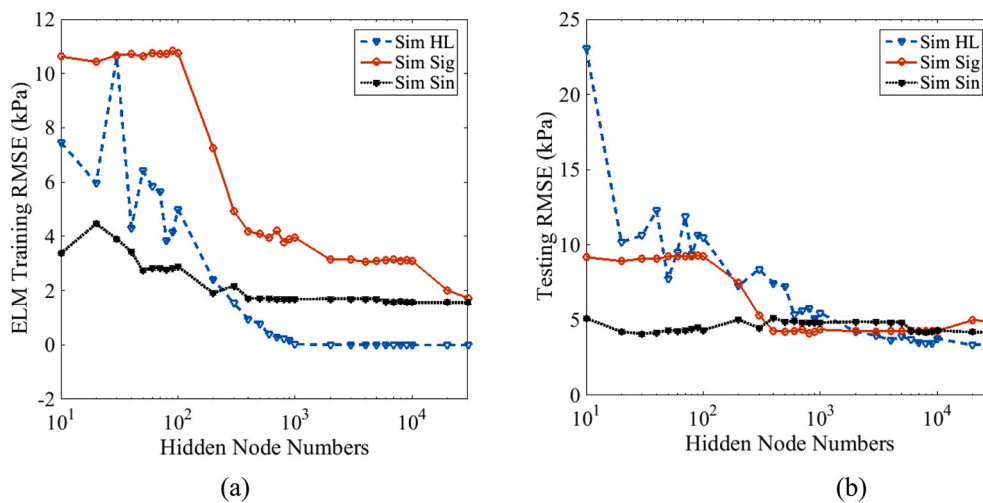 (a)
12
10
8
6
4
2
0
-2
ELM Training RMSE (kPa)
10^1
10^2
10^3
10^4
Hidden Node Numbers
Sim HL
Sim Sig
Sim Sin
(a)
(b)
25
20
15
10
5
0
Testing RMSE (kPa)
10^1
10^2
10^3
10^4
Hidden Node Numbers
Sim HL
Sim Sig
Sim Sin
(b)